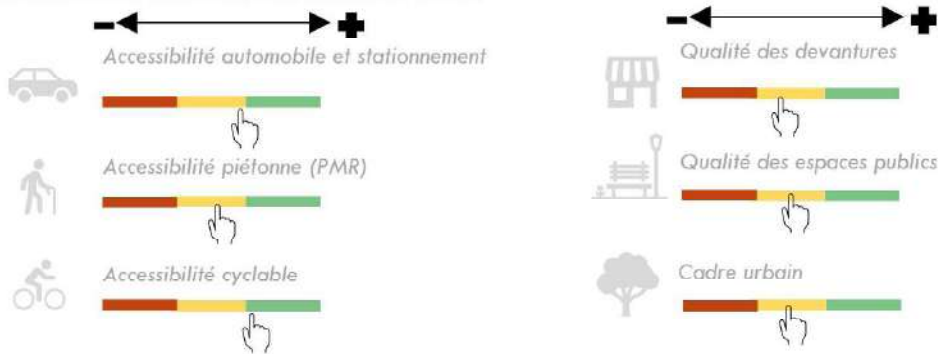 Accessibilité automobile et stationnement
Accessibilité piétonne (PMR)
Accessibilité cyclable
Qualité des devantures
Qualité des espaces publics
Cadre urbain